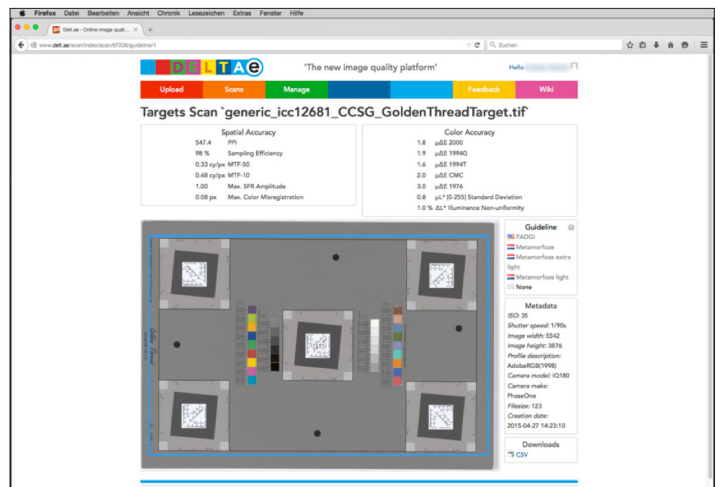 Firefox Datei Bearbeiten Ansicht Chronik Lesezeichen Extras Fenster Hilfe
Delt.ae - Online image quali...
www.delt.ae/scan/index/scan/87208/guideline/1
Suchen
DELTAe
'The new image quality platform'
Hello
Upload Scans Manage Feedback Wiki
Targets Scan `generic_icc12681_CCSG_GoldenThreadTarget.tif`
Spatial Accuracy
547.4 PPI
98 % Sampling Efficiency
0.33 cy/px MTF-50
0.48 cy/px MTF-10
1.00 Max. SFR Amplitude
0.08 px Max. Color Misregistration
Color Accuracy
1.8 µΔE 2000
1.9 µΔE 1994G
1.6 µΔE 1994T
2.0 µΔE CMC
3.0 µΔE 1976
0.8 µL* [0-255] Standard Deviation
1.0 % ΔL* Illuminance Non-uniformity
Golden Thread
Guideline
FADGI
Metamorfoze
Metamorfoze extra
light
Metamorfoze light
None
Metadata
ISO: 35
Shutter speed: 1/90s
Image width: 5542
Image height: 3876
Profile description:
AdobeRGB(1998)
Camera model: IQ180
Camera make:
PhaseOne
Filesize: 123
Creation date:
2015-04-27 14:23:10
Downloads
CSV